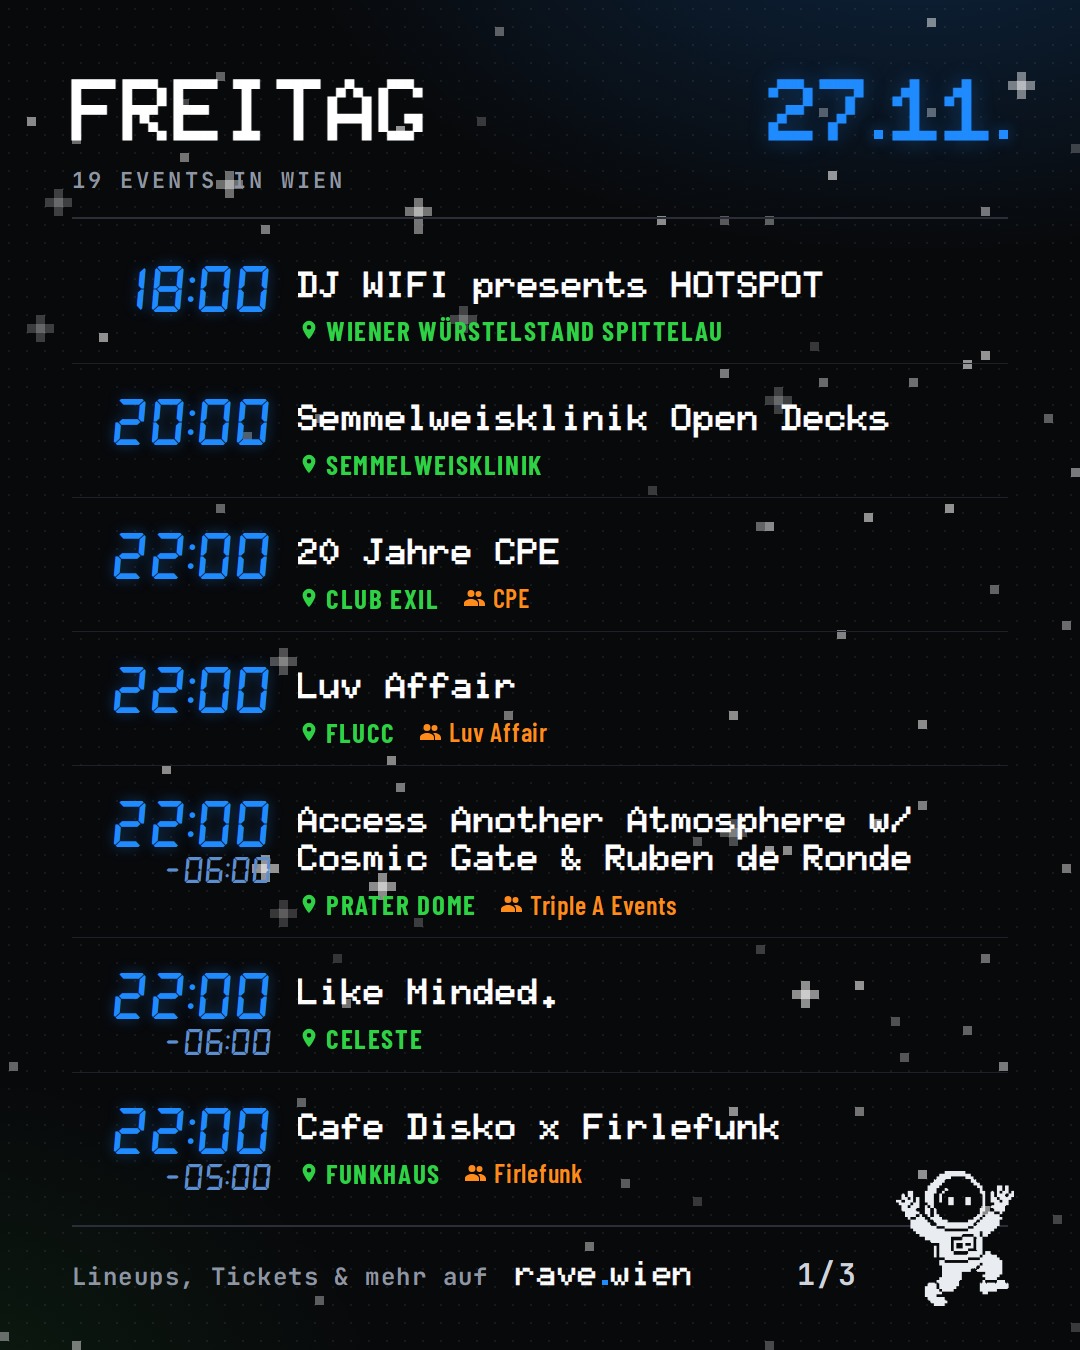 FREITAG 27.11.
19 EVENTS IN WIEN
18:00 DJ WIFI presents HOTSPOT
WIENER WÜRSTELSTAND SPITTELAU
20:00 Semmelweisklinik Open Decks
SEMMELWEISKLINIK
22:00 20 Jahre CPE
CLUB EXIL CPE
22:00 Luv Affair
FLUCC Luv Affair
22:00 Access Another Atmosphere w/
-06:00 Cosmic Gate & Ruben de Ronde
PRATER DOME Triple A Events
22:00 Like Minded.
-06:00 CELESTE
22:00 Cafe Disko x Firlefunk
-05:00 FUNKHAUS Firlefunk
Lineups, Tickets & mehr auf rave.wien 1/3